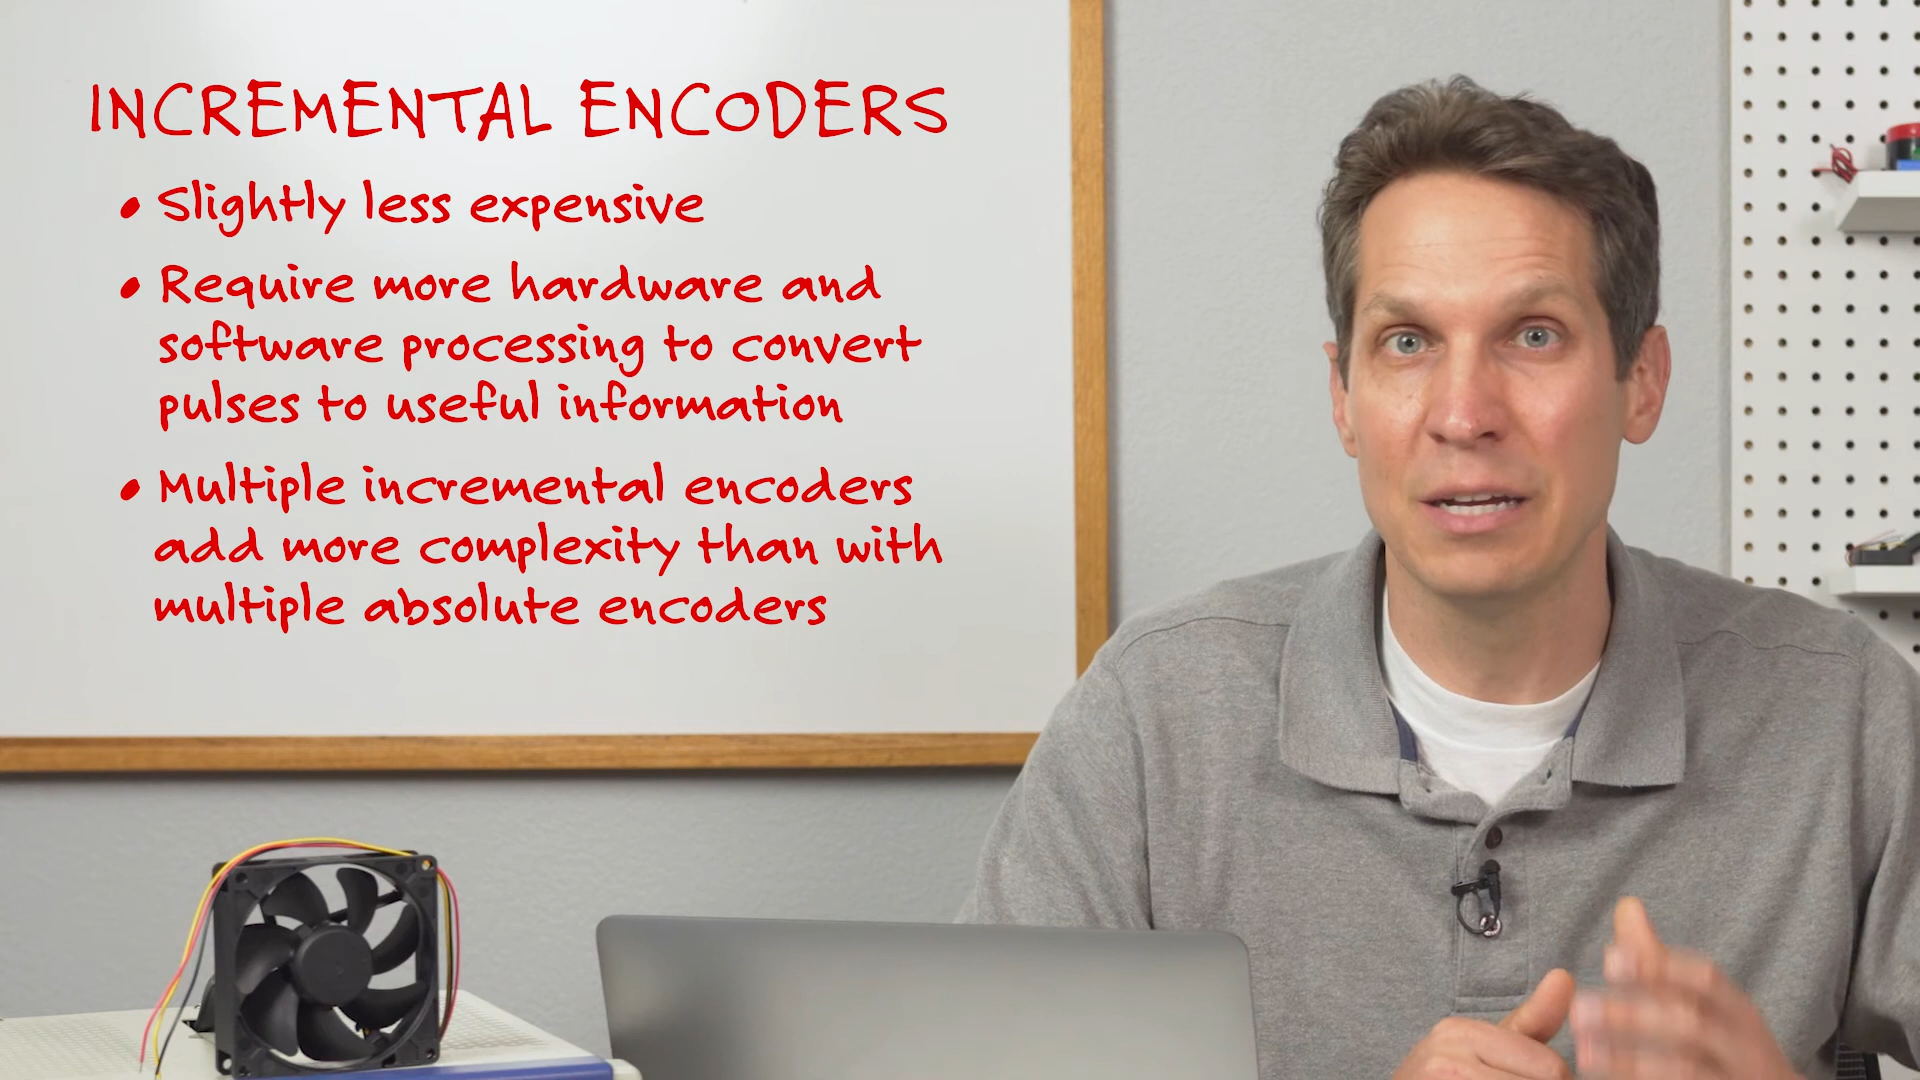 INCREMENTAL ENCODERS
• Slightly less expensive
• Require more hardware and
software processing to convert
pulses to useful information
• Multiple incremental encoders
add more complexity than with
multiple absolute encoders